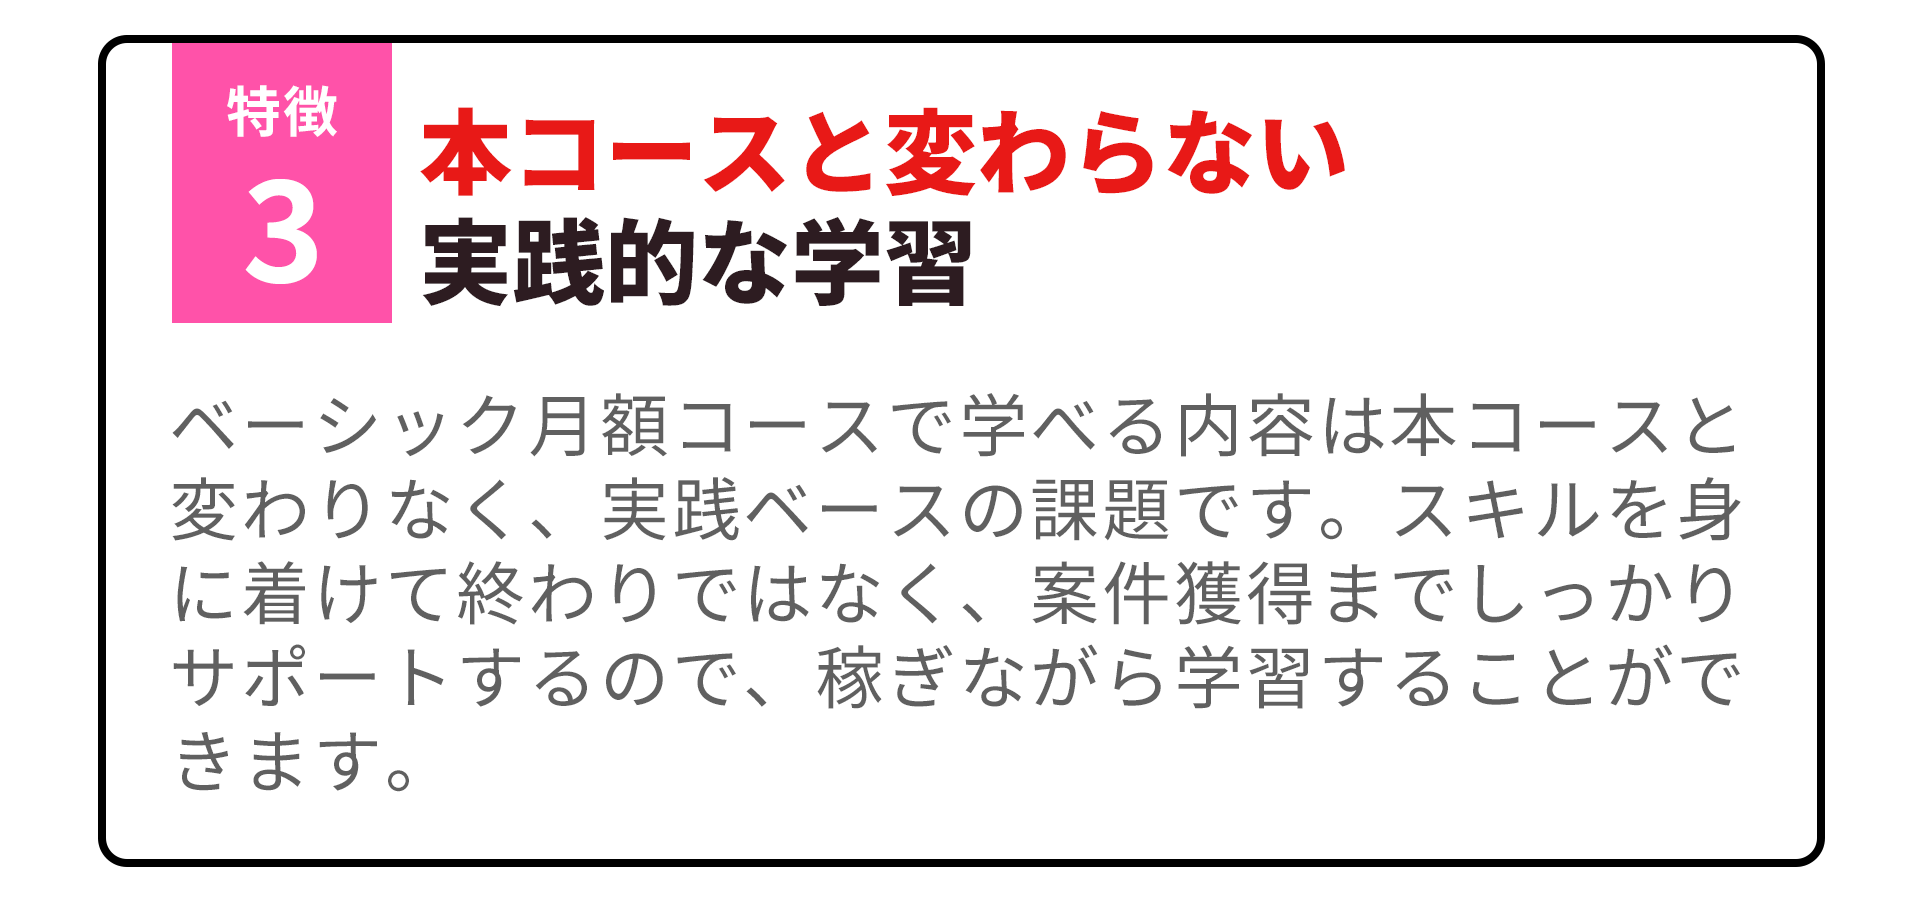 特徴
3
本コースと変わらない
実践的な学習
ベーシック月額コースで学べる内容は本コースと
変わりなく、実践ベースの課題です。スキルを身
に着けて終わりではなく、案件獲得までしっかり
サポートするので、稼ぎながら学習することがで
きます。